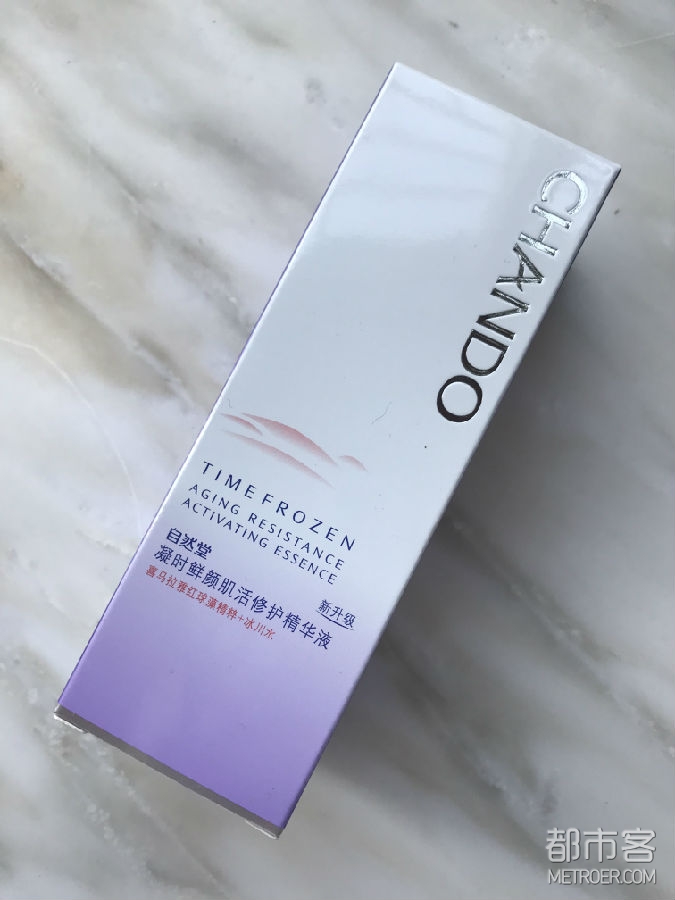 CHANDO
TIMEFROZEN
AGING RESISTANCE
ACTIVATING ESSENCE
自然堂
凝时鲜颜肌活修护精华液
新升级
喜马拉雅红球藻精粹+冰川水
都市客
METROER.COM